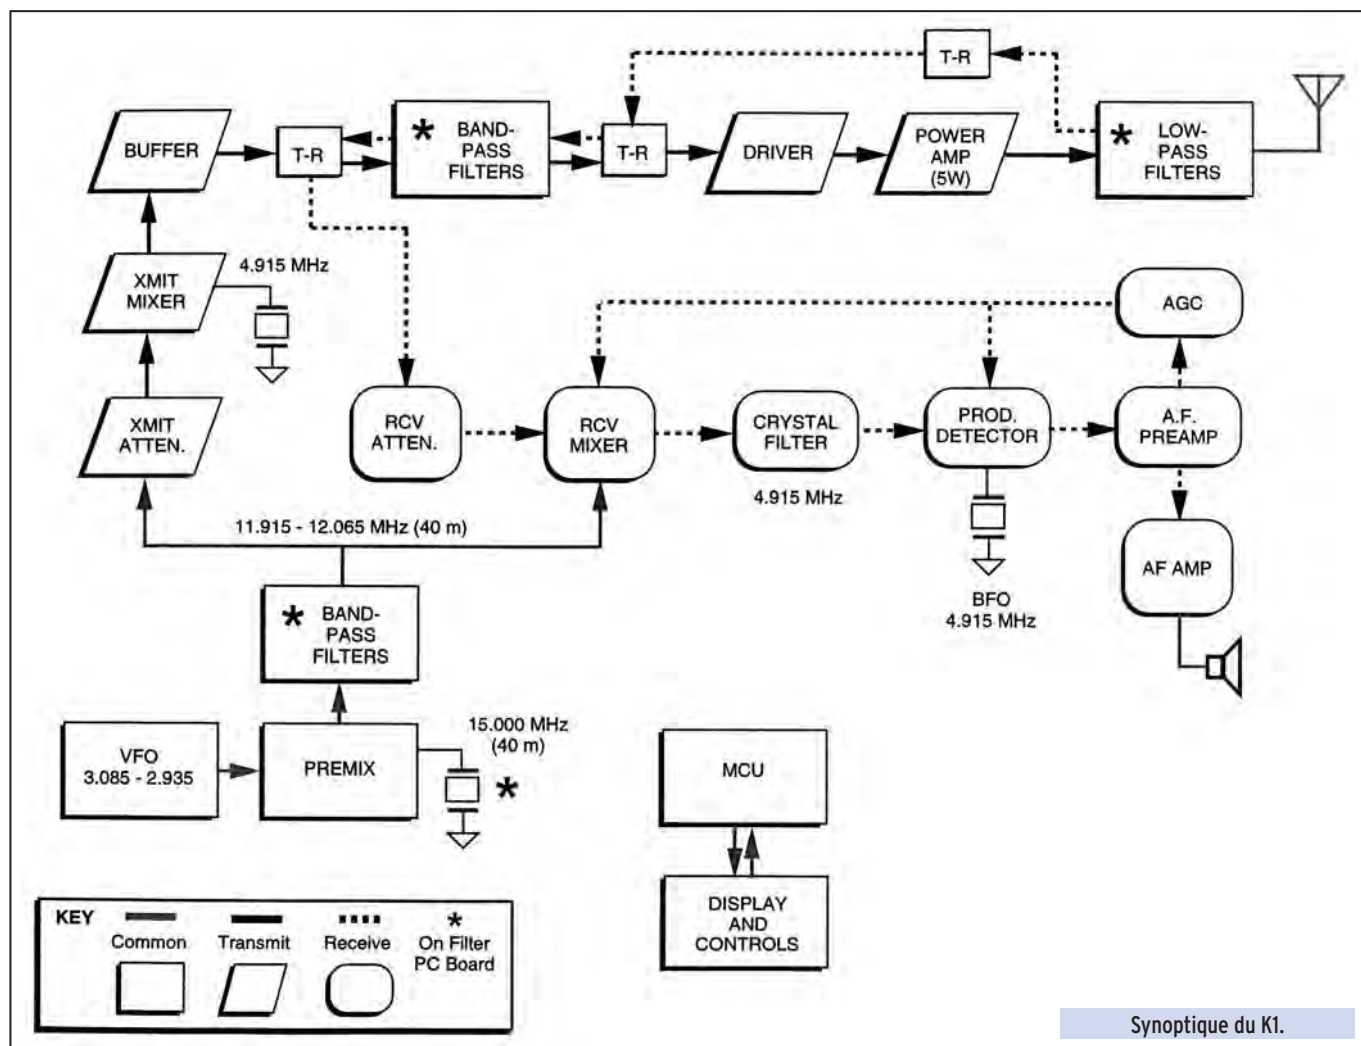 T-R
BUFFER
T-R
*
BAND-
PASS
FILTERS
T-R
DRIVER
POWER
AMP
(5W)
*
LOW-
PASS
FILTERS
XMIT
MIXER
4.915 MHz
AGC
XMIT
ATTEN.
RCV
ATTEN.
RCV
MIXER
CRYSTAL
FILTER
4.915 MHz
PROD.
DETECTOR
A.F.
PREAMP
11.915 - 12.065 MHz (40 m)
BFO
4.915 MHz
AF AMP
*
BAND-
PASS
FILTERS
VFO
3.085 - 2.935
PREMIX
15.000 MHz
(40 m)
*
MCU
DISPLAY
AND
CONTROLS
KEY
Common
Transmit
Receive
*
On Filter
PC Board
Synoptique du K1.